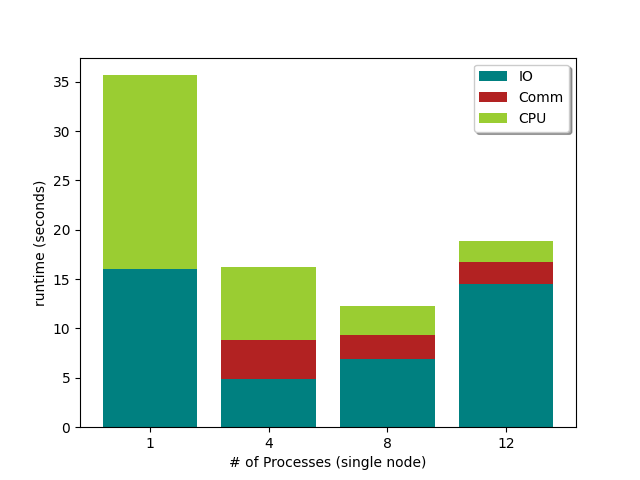 35
30
25
20
15
10
5
0
runtime (seconds)
IO
Comm
CPU
1
4
8
12
# of Processes (single node)